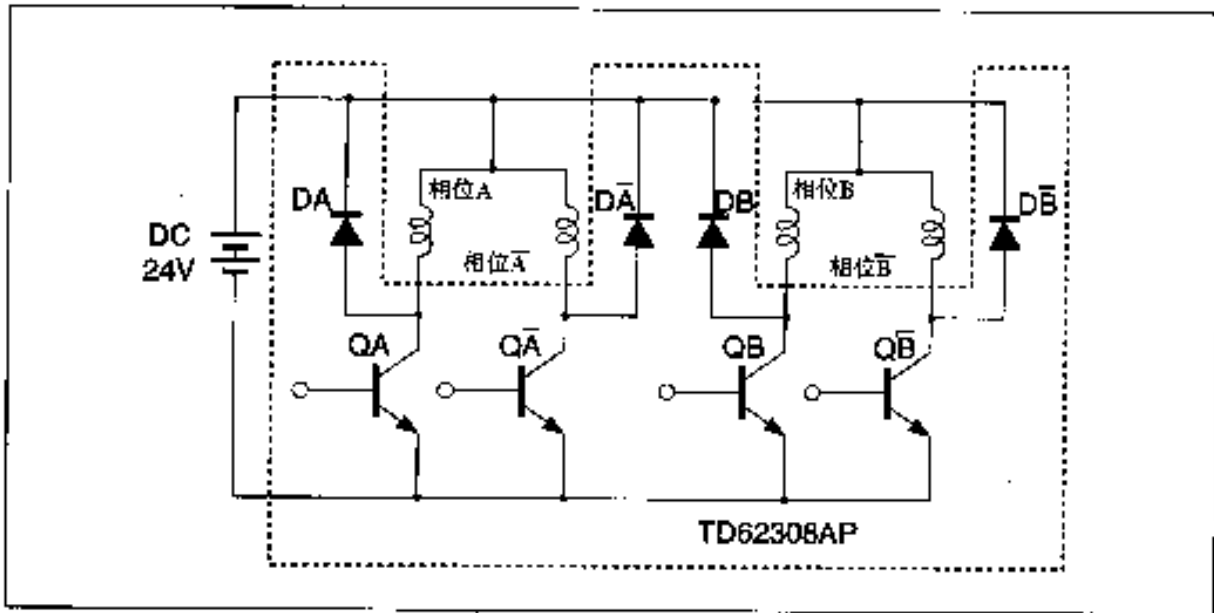 相位A
相位B
DA
DA̅
DB
DB̅
DC
24V
相位A̅
相位B̅
QA
QA̅
QB
QB̅
TD62308AP